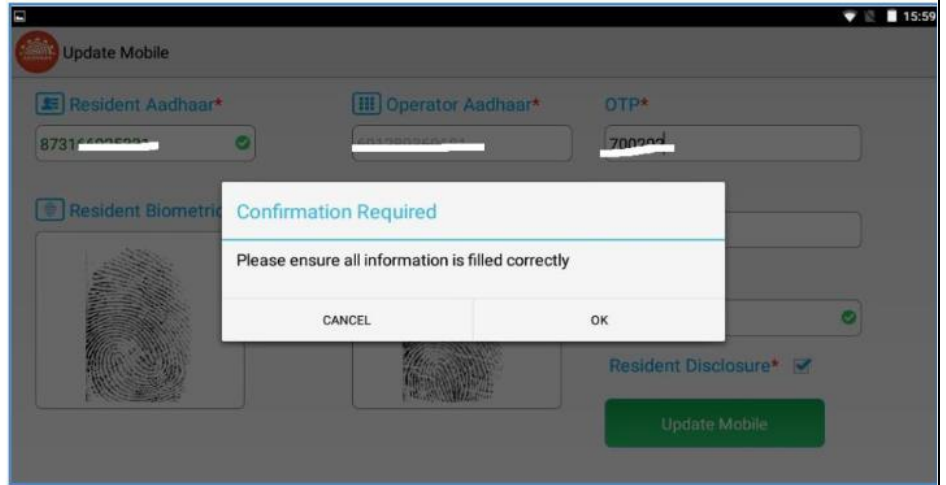 15:59
Update Mobile
Resident Aadhaar*
Operator Aadhaar*
OTP*
Resident Biometric
Confirmation Required
Please ensure all information is filled correctly
CANCEL
OK
Resident Disclosure*
Update Mobile